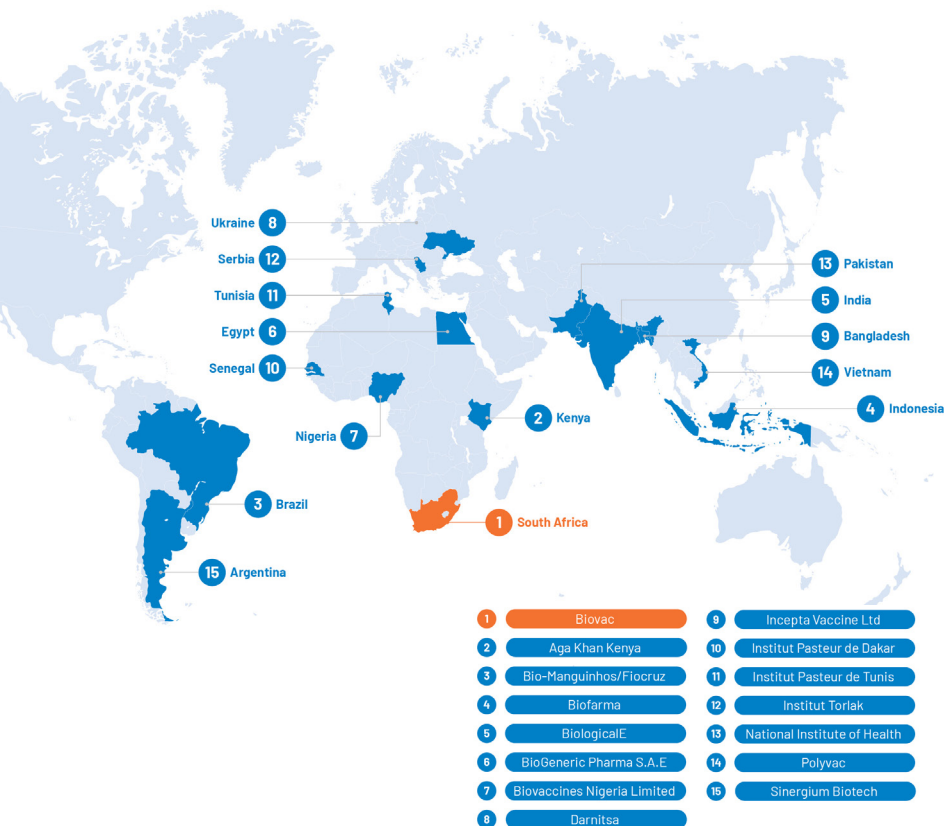 Ukraine 8
Serbia 12
Tunisia 11
Egypt 6
Senegal 10
Nigeria 7
2 Kenya
13 Pakistan
5 India
9 Bangladesh
14 Vietnam
4 Indonesia
3 Brazil
1 South Africa
15 Argentina
1 Biovac
2 Aga Khan Kenya
3 Bio-Manguinhos/Fiocruz
4 Biofarma
5 BiologicalE
6 BioGeneric Pharma S.A.E
7 Biovaccines Nigeria Limited
8 Darnitsa
9 Incepta Vaccine Ltd
10 Institut Pasteur de Dakar
11 Institut Pasteur de Tunis
12 Institut Torlak
13 National Institute of Health
14 Polyvac
15 Sinergium Biotech